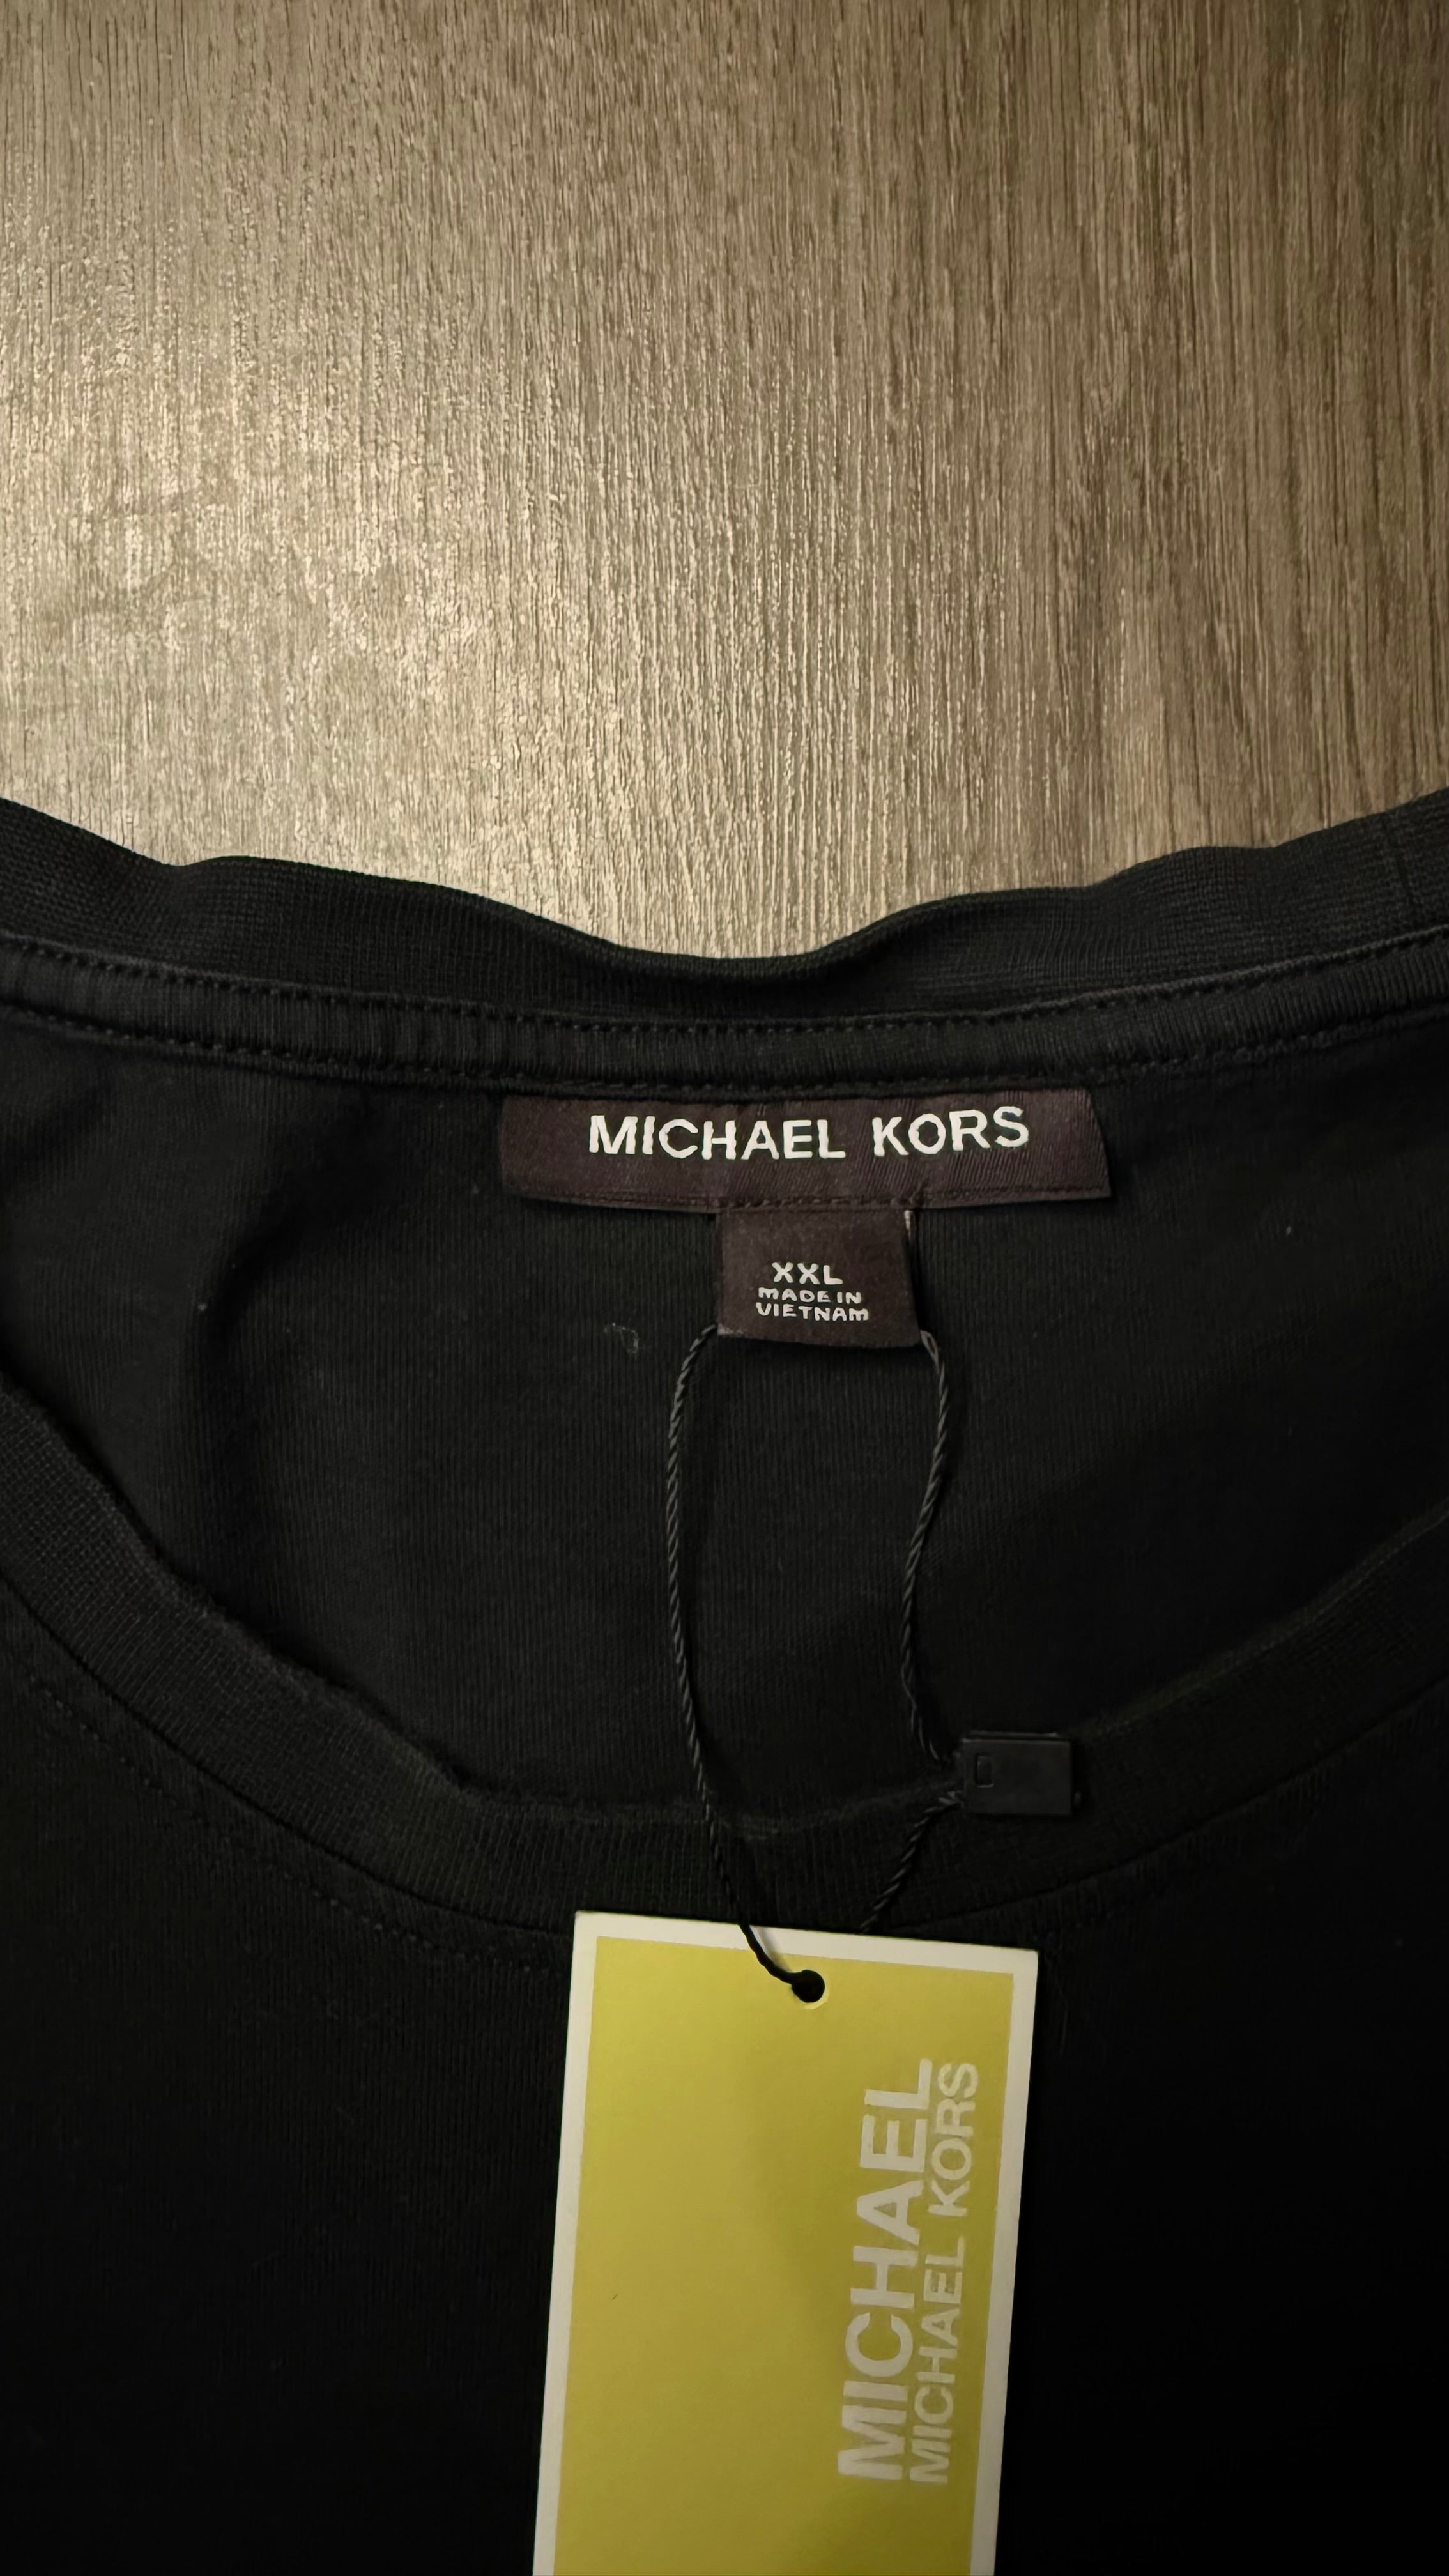 MICHAEL KORS
XXL
MADE IN
VIETNAM
MICHAEL
MICHAEL KORS